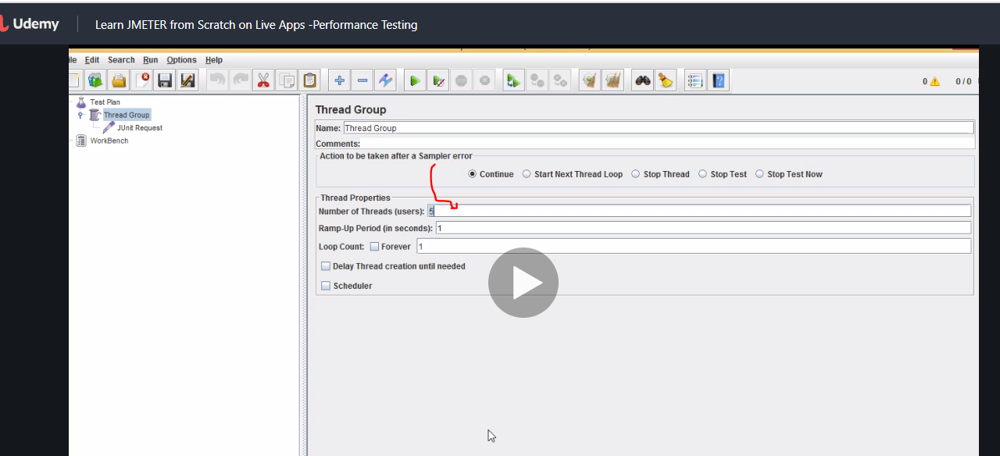 Udemy
Learn JMETER from Scratch on Live Apps -Performance Testing
Edit Search Run Options Help
0 0 / 0
Test Plan
Thread Group
JUnit Request
WorkBench
Thread Group
Name: Thread Group
Comments:
Action to be taken after a Sampler error
Continue Start Next Thread Loop Stop Thread Stop Test Stop Test Now
Thread Properties
Number of Threads (users): 5
Ramp-Up Period (in seconds): 1
Loop Count: Forever 1
Delay Thread creation until needed
Scheduler